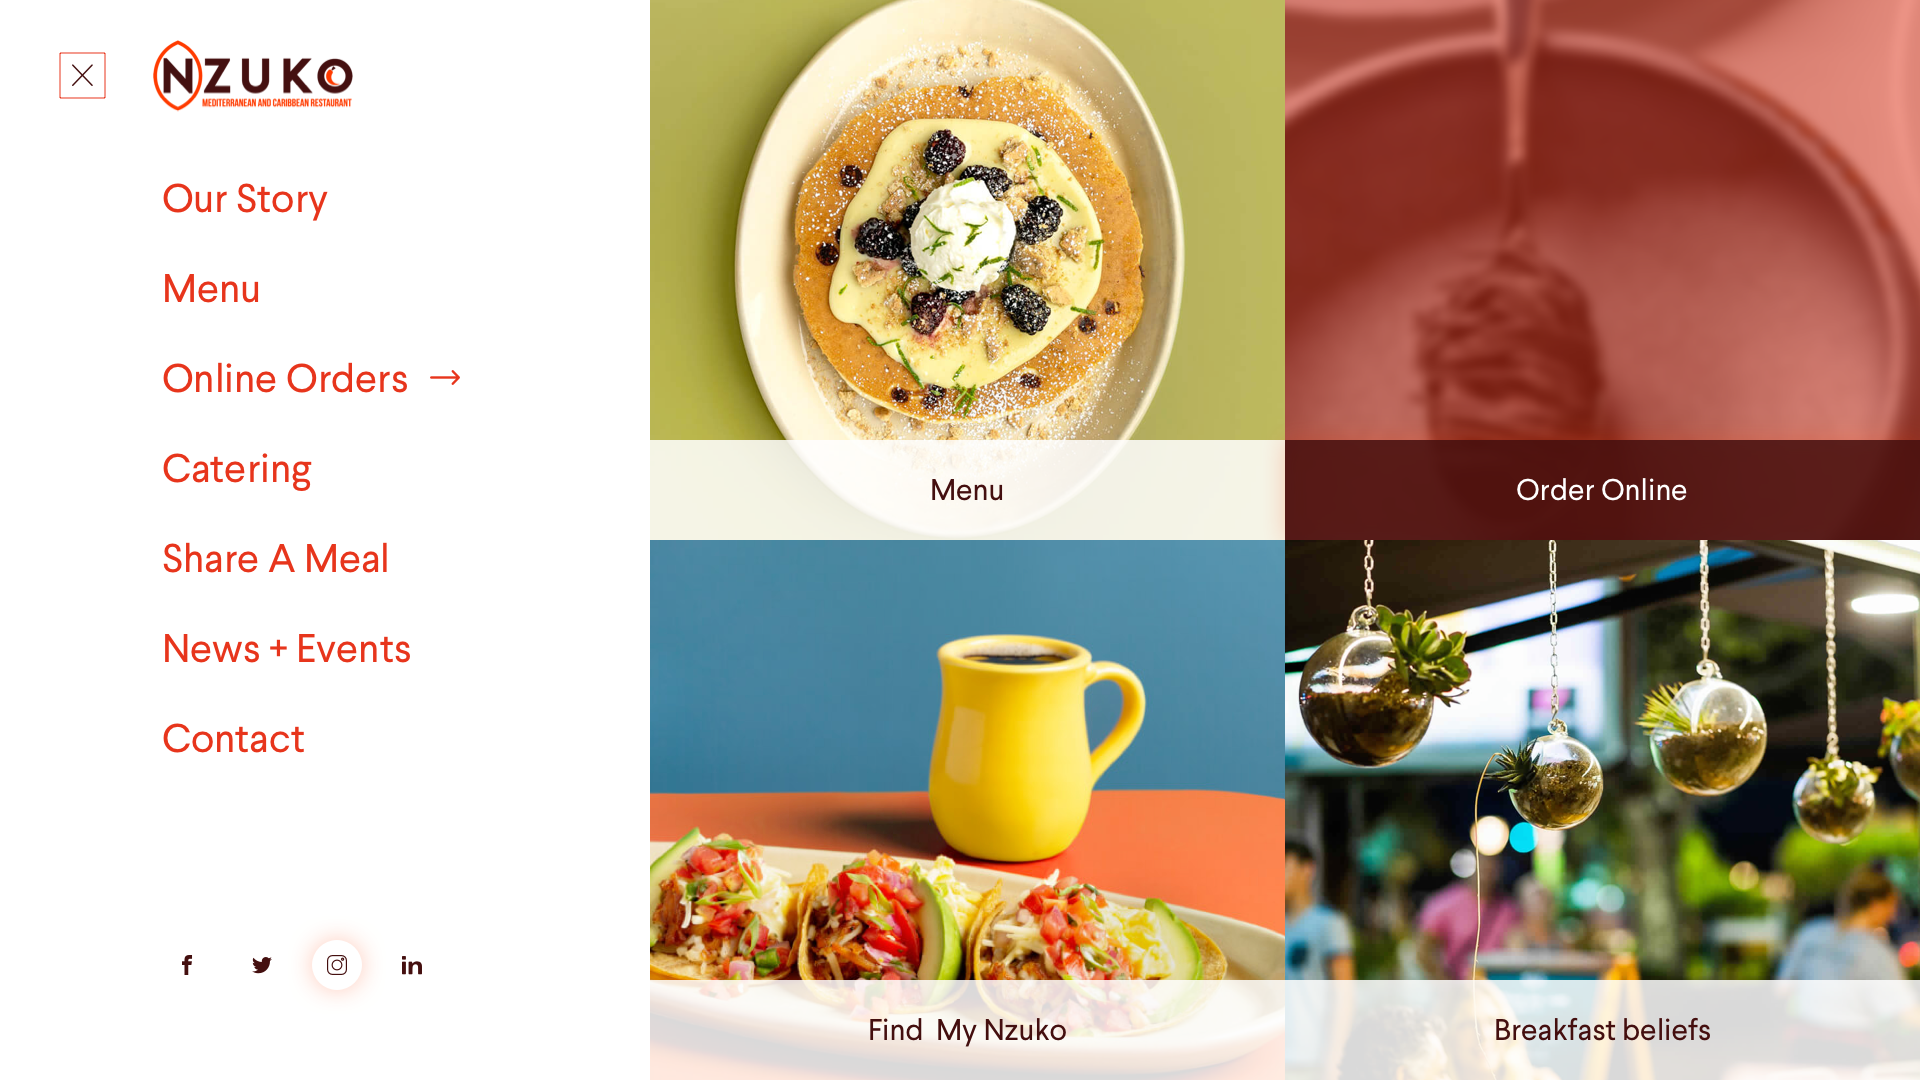 NZUKO
MEDITERRANEAN AND CARIBBEAN RESTAURANT
Our Story
Menu
Online Orders →
Catering
Share A Meal
News + Events
Contact
Menu
Order Online
Find My Nzuko
Breakfast beliefs